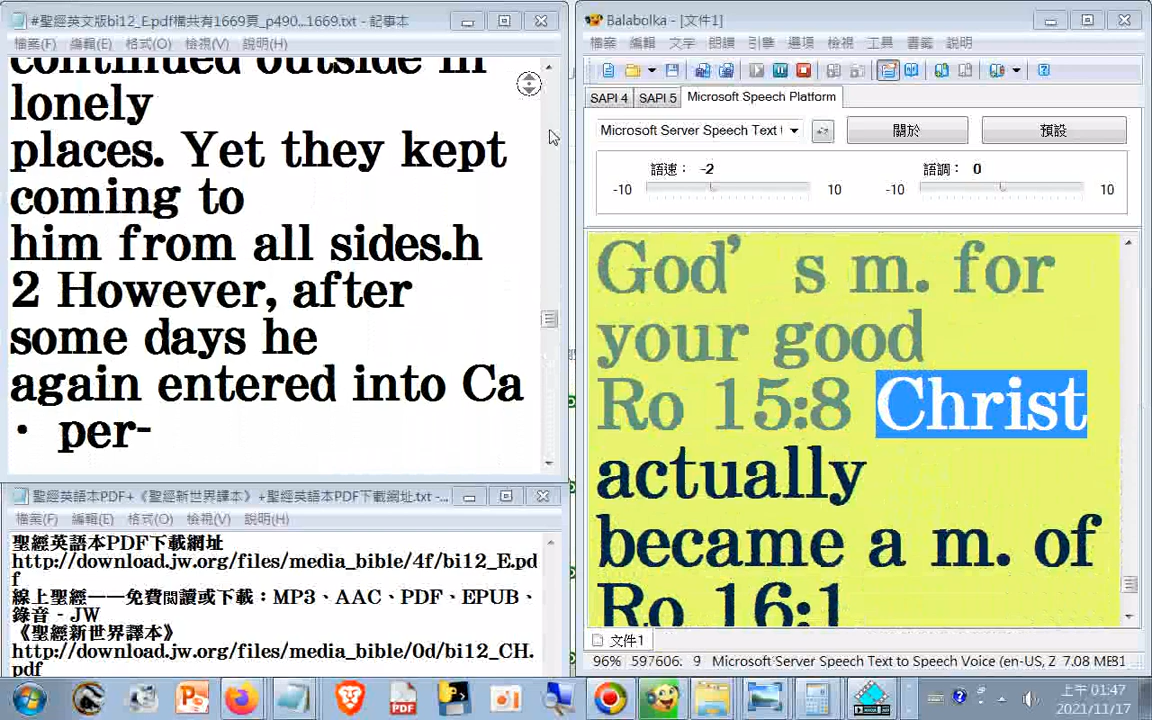 #聖經英文版bi12_E.pdf檔共有1669頁_p490...1669.txt - 記事本
檔案(F) 編輯(E) 格式(O) 檢視(V) 說明(H)
continued outside in
lonely
places. Yet they kept
coming to
him from all sides.h
2 However, after
some days he
again entered into Ca
· per-
聖經英語本PDF+《聖經新世界譯本》+聖經英語本PDF下載網址.txt -...
檔案(F) 編輯(E) 格式(O) 檢視(V) 說明(H)
聖經英語本PDF下載網址
http://download.jw.org/files/media_bible/4f/bi12_E.pd
f
線上聖經──免費閱讀或下載：MP3、AAC、PDF、EPUB、
錄音 - JW
《聖經新世界譯本》
http://download.jw.org/files/media_bible/0d/bi12_CH.
pdf
Balabolka - [文件1]
檔案 編輯 文字 朗讀 引擎 選項 檢視 工具 書籤 說明
SAPI 4 SAPI 5 Microsoft Speech Platform
Microsoft Server Speech Text 關於 預設
語速： -2 語調： 0
-10 10 -10 10
God’s m. for
your good
Ro 15:8 Christ
actually
became a m. of
Ro 16:1
文件1
96% 597606: 9 Microsoft Server Speech Text to Speech Voice (en-US, Z 7.08 MB
上午 01:47
2021/11/17